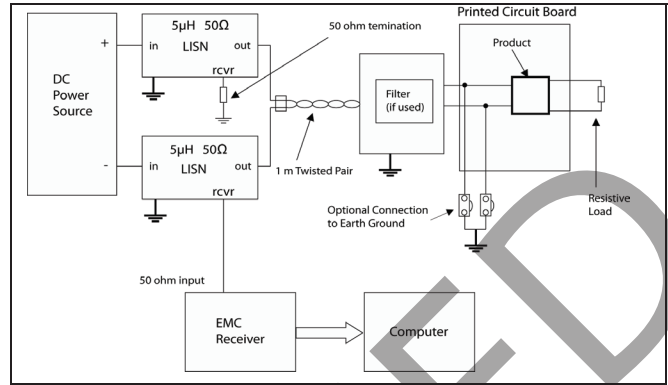 Printed Circuit Board
5µH 50Ω
LISN
in
out
rcvr
+
50 ohm temination
Product
DC
Power
Source
Filter
(if used)
5µH 50Ω
LISN
-
in
out
rcvr
1 m Twisted Pair
Optional Connection
to Earth Ground
Resistive
Load
50 ohm input
EMC
Receiver
Computer
ED